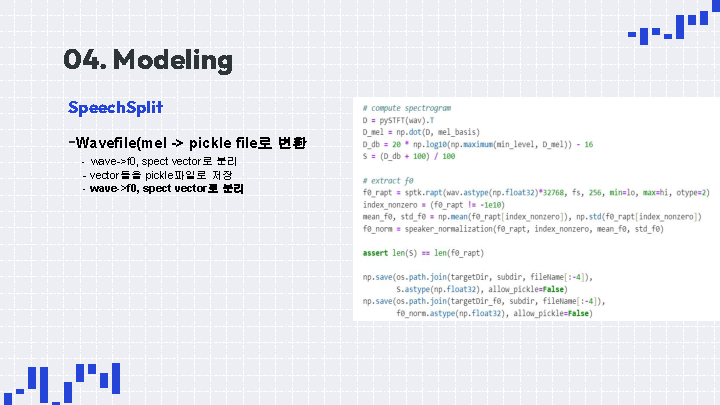 04. Modeling
Speech.Split
-Wavefile(mel -> pickle file로 변환
- wave->f0, spect vector로 분리
- vector들을 pickle파일로 저장
- wave->f0, spect vector로 분리
# compute spectrogram
D = pySTFT(wav).T
D_mel = np.dot(D, mel_basis)
D_db = 20 * np.log10(np.maximum(min_level, D_mel)) - 16
S = (D_db + 100) / 100
# extract f0
f0_rapt = sptk.rapt(wav.astype(np.float32)*32768, fs, 256, min=lo, max=hi, otype=2)
index_nonzero = (f0_rapt != -1e10)
mean_f0, std_f0 = np.mean(f0_rapt[index_nonzero]), np.std(f0_rapt[index_nonzero])
f0_norm = speaker_normalization(f0_rapt, index_nonzero, mean_f0, std_f0)
assert len(S) == len(f0_rapt)
np.save(os.path.join(targetDir, subdir, fileName[:-4]),
S.astype(np.float32), allow_pickle=False)
np.save(os.path.join(targetDir_f0, subdir, fileName[:-4]),
f0_norm.astype(np.float32), allow_pickle=False)